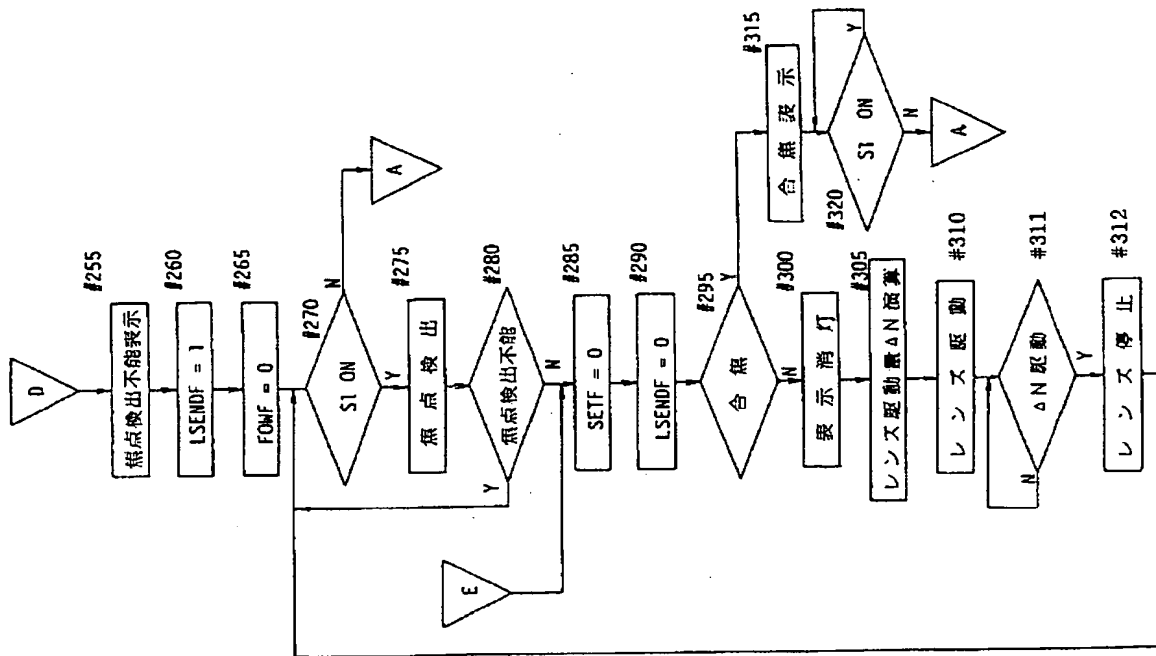 D
#255
焦点検出不能表示
#260
LSENDF = 1
#265
FOWF = 0
#270
S1 ON
N
A
Y
#275
焦点検出
#280
焦点検出不能
Y
N
E
#285
SETF = 0
#290
LSENDF = 0
#295
合焦
Y
N
#315
合焦表示
#320
S1 ON
Y
N
A
#300
表示消灯
#305
レンズ駆動量ΔN演算
#310
レンズ駆動
#311
ΔN駆動
N
Y
#312
レンズ停止